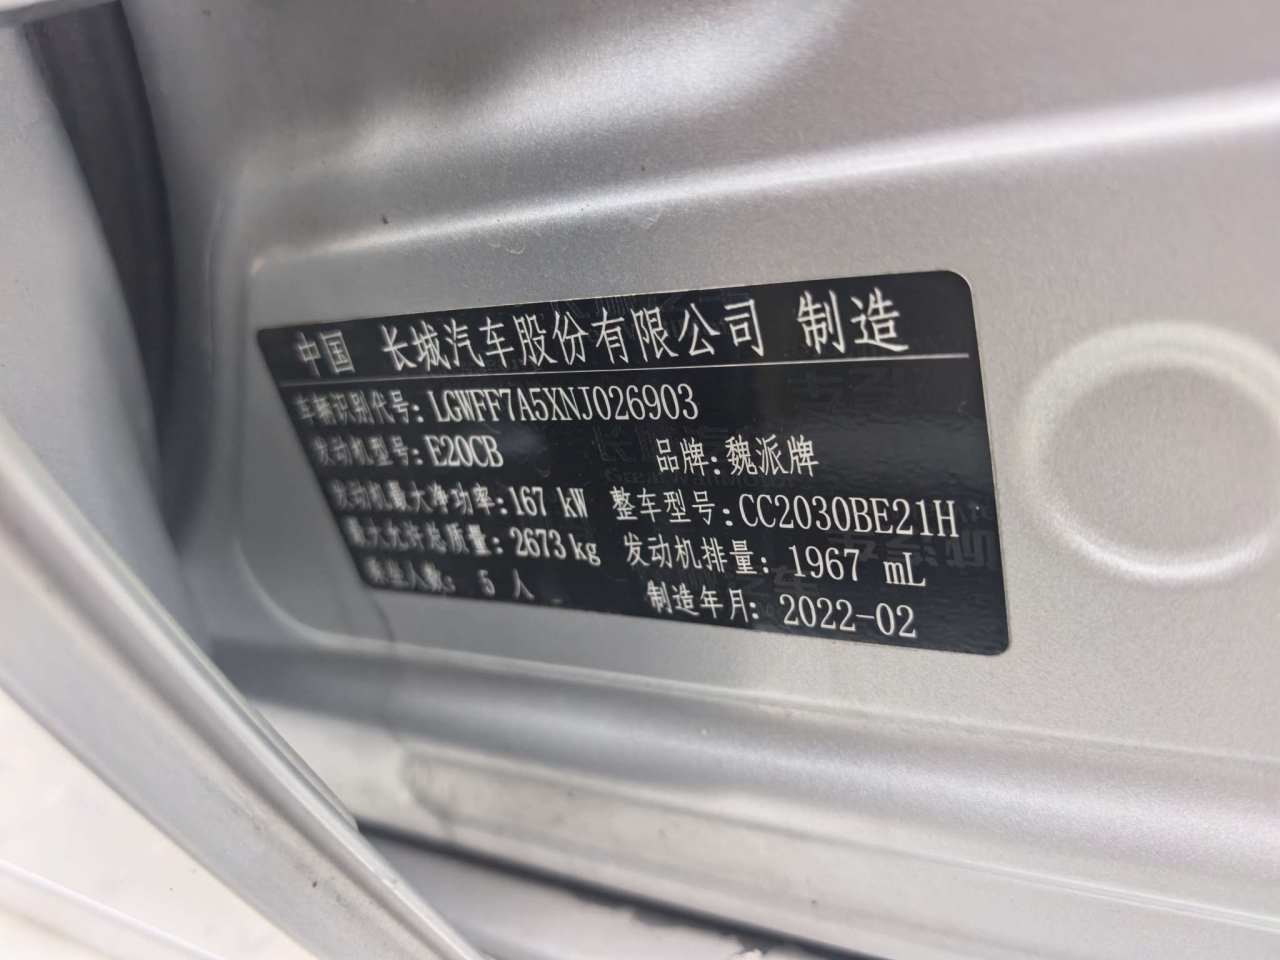 中国 长城汽车股份有限公司 制造
车辆识别代号: LGWFF7A5XNJ026903
发动机型号: E20CB 品牌: 魏派牌
发动机最大净功率: 167 kW 整车型号: CC2030BE21H
最大允许总质量: 2673 kg 发动机排量: 1967 mL
乘坐人数: 5 人 制造年月: 2022-02